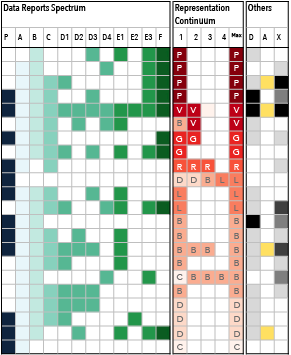 Data Reports Spectrum
Representation Continuum
Others
P A B C D1 D2 D3 D4 E1 E2 E3 F 1 2 3 4 Max D A X
P P
P P
P P
P P
V V V
B V V
G G G
G G
R R R R
D D B L L
L L
L L
B B
B B
B B B B
B B
C B B B B
B B
D D
D D
D D
C C